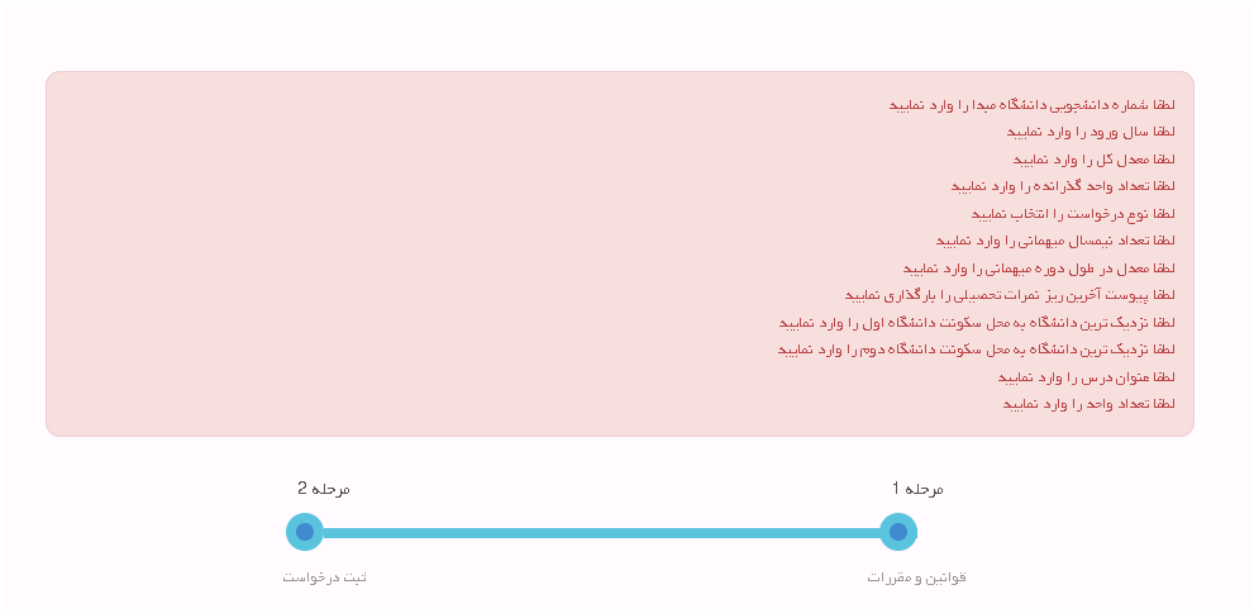 لطفا شماره دانشجویی دانشگاه مبدا را وارد نمایید
لطفا سال ورود را وارد نمایید
لطفا معدل کل را وارد نمایید
لطفا تعداد واحد گذرانده را وارد نمایید
لطفا نوع درخواست را انتخاب نمایید
لطفا تعداد نیمسال میهمانی را وارد نمایید
لطفا معدل در طول دوره میهمانی را وارد نمایید
لطفا پیوست آخرین ریز نمرات تحصیلی را بارگذاری نمایید
لطفا نزدیک ترین دانشگاه به محل سکونت دانشگاه اول را وارد نمایید
لطفا نزدیک ترین دانشگاه به محل سکونت دانشگاه دوم را وارد نمایید
لطفا عنوان درس را وارد نمایید
لطفا تعداد واحد را وارد نمایید
مرحله 1
مرحله 2
قوانین و مقررات
ثبت درخواست